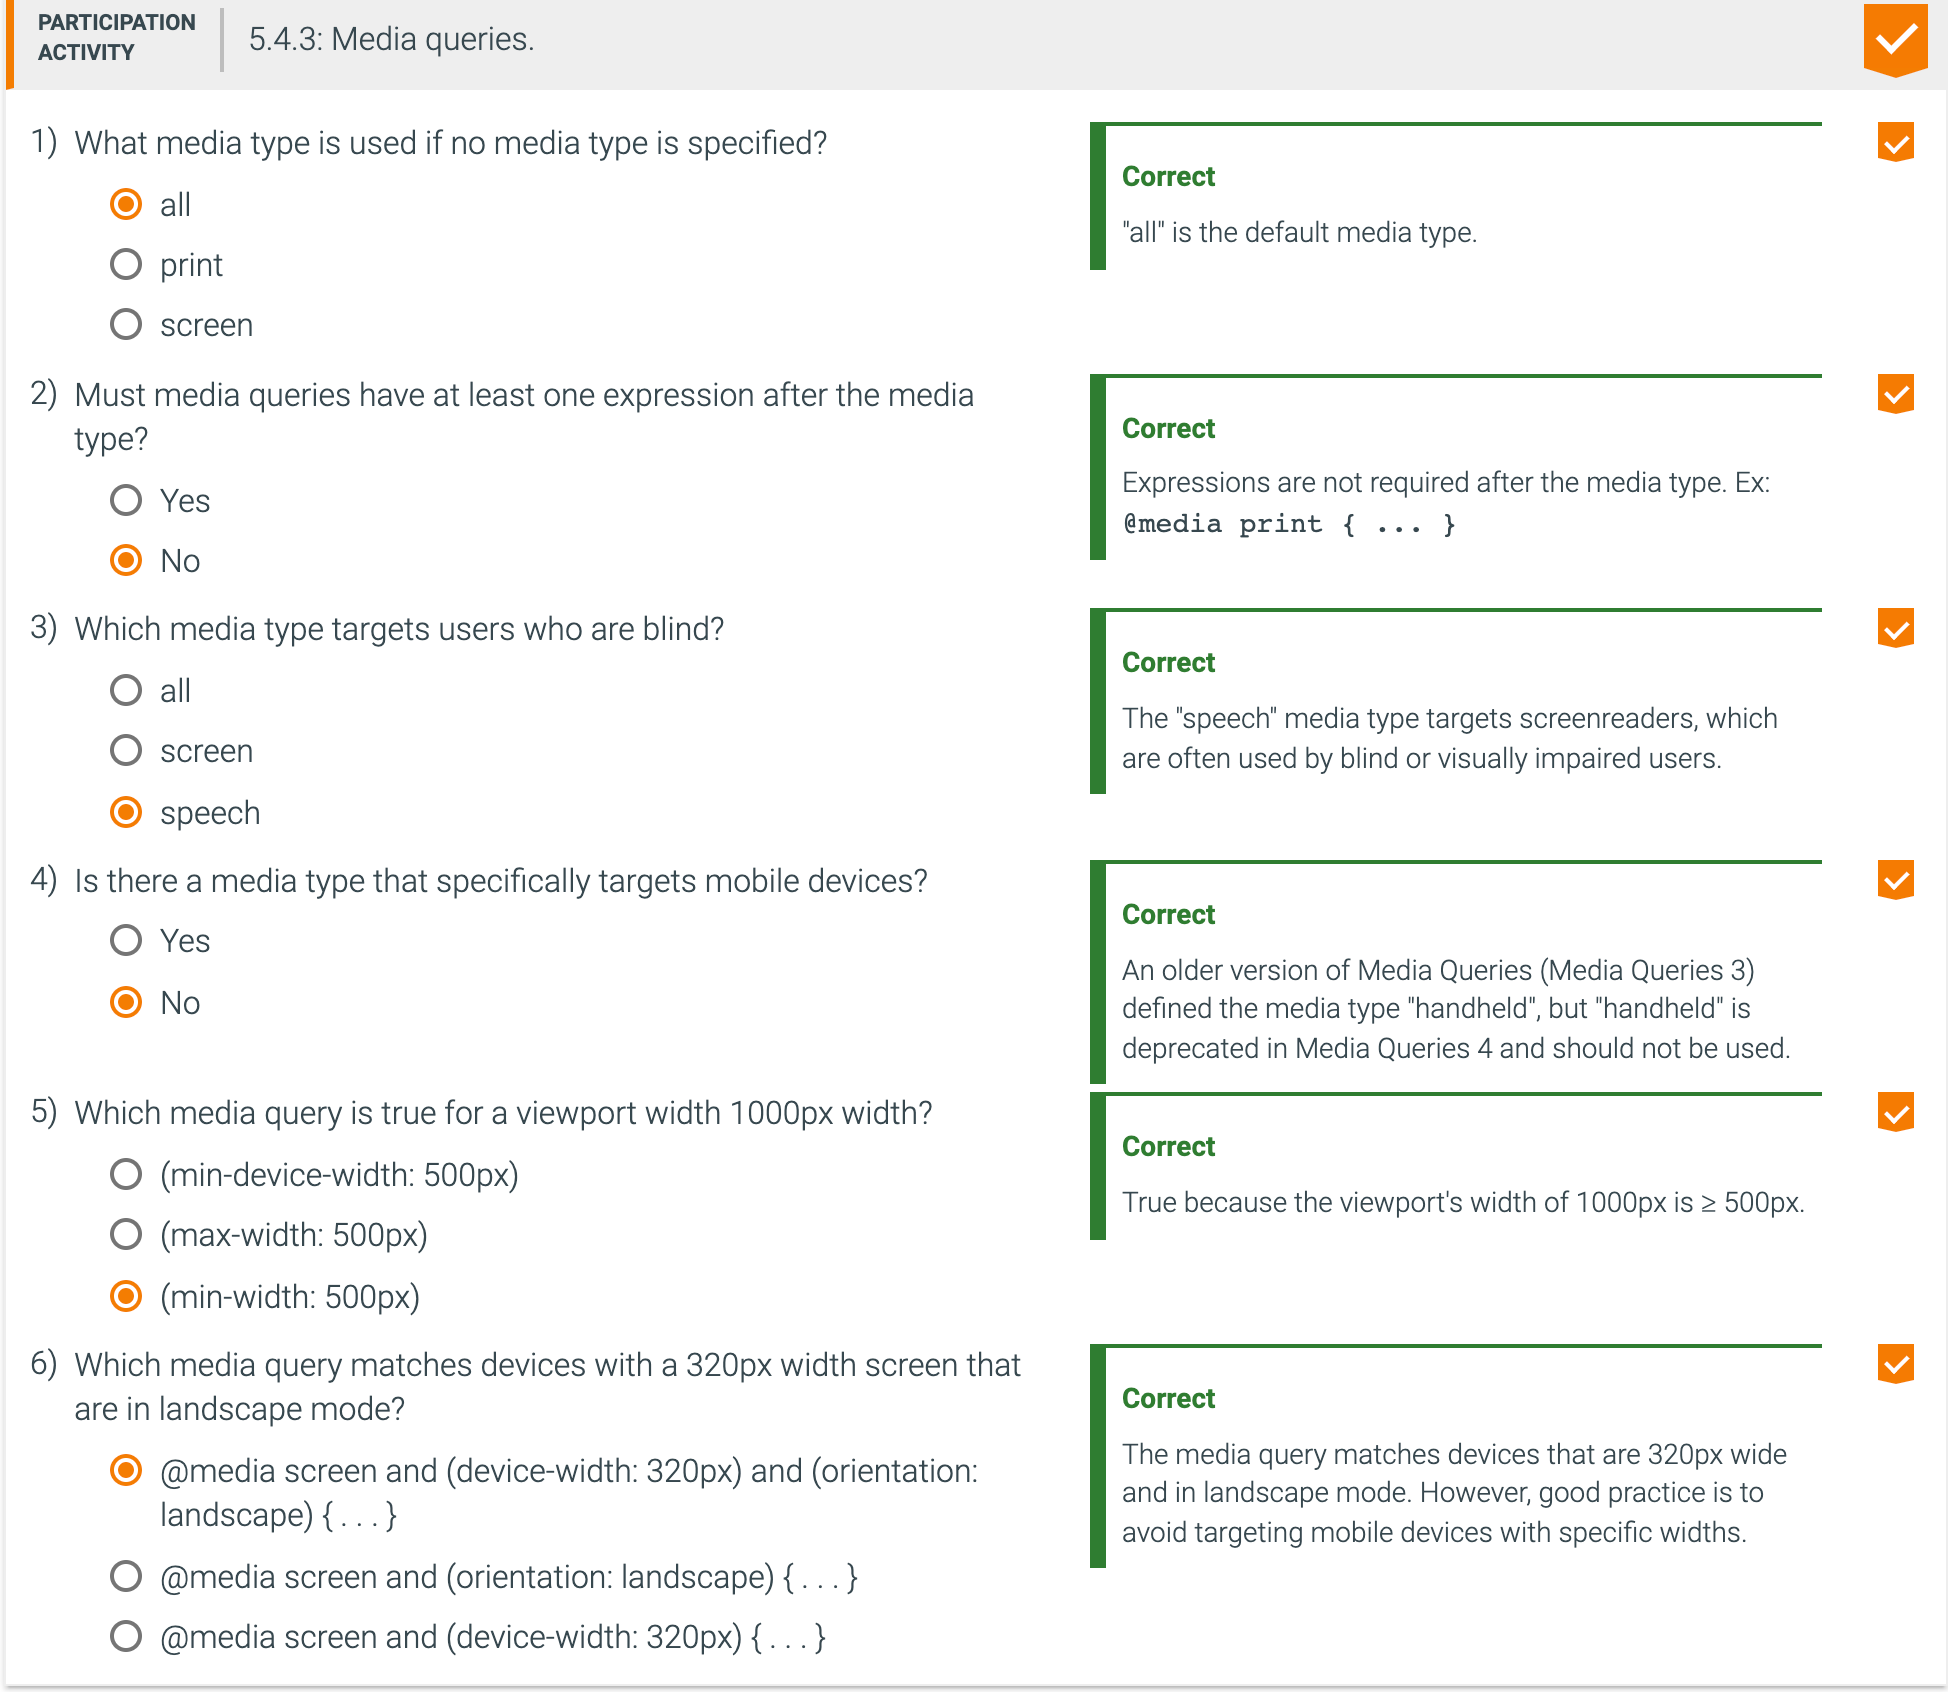 PARTICIPATION
ACTIVITY
5.4.3: Media queries.
1) What media type is used if no media type is specified?
all
print
screen
Correct
"all" is the default media type.
2) Must media queries have at least one expression after the media
type?
Yes
No
Correct
Expressions are not required after the media type. Ex:
@media print { ... }
3) Which media type targets users who are blind?
all
screen
speech
Correct
The "speech" media type targets screenreaders, which
are often used by blind or visually impaired users.
4) Is there a media type that specifically targets mobile devices?
Yes
No
Correct
An older version of Media Queries (Media Queries 3)
defined the media type "handheld", but "handheld" is
deprecated in Media Queries 4 and should not be used.
5) Which media query is true for a viewport width 1000px width?
(min-device-width: 500px)
(max-width: 500px)
(min-width: 500px)
Correct
True because the viewport's width of 1000px is ≥ 500px.
6) Which media query matches devices with a 320px width screen that
are in landscape mode?
@media screen and (device-width: 320px) and (orientation:
landscape) { . . . }
@media screen and (orientation: landscape) { . . . }
@media screen and (device-width: 320px) { . . . }
Correct
The media query matches devices that are 320px wide
and in landscape mode. However, good practice is to
avoid targeting mobile devices with specific widths.